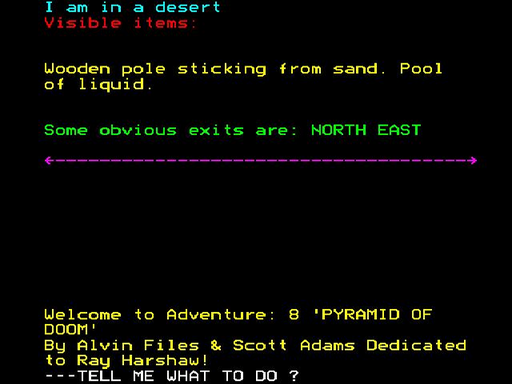 I am in a desert
Visible items:
Wooden pole sticking from sand. Pool
of liquid.
Some obvious exits are: NORTH EAST
Welcome to Adventure: 8 'PYRAMID OF
DOOM'
By Alvin Files & Scott Adams Dedicated
to Ray Harshaw!
---TELL ME WHAT TO DO ?